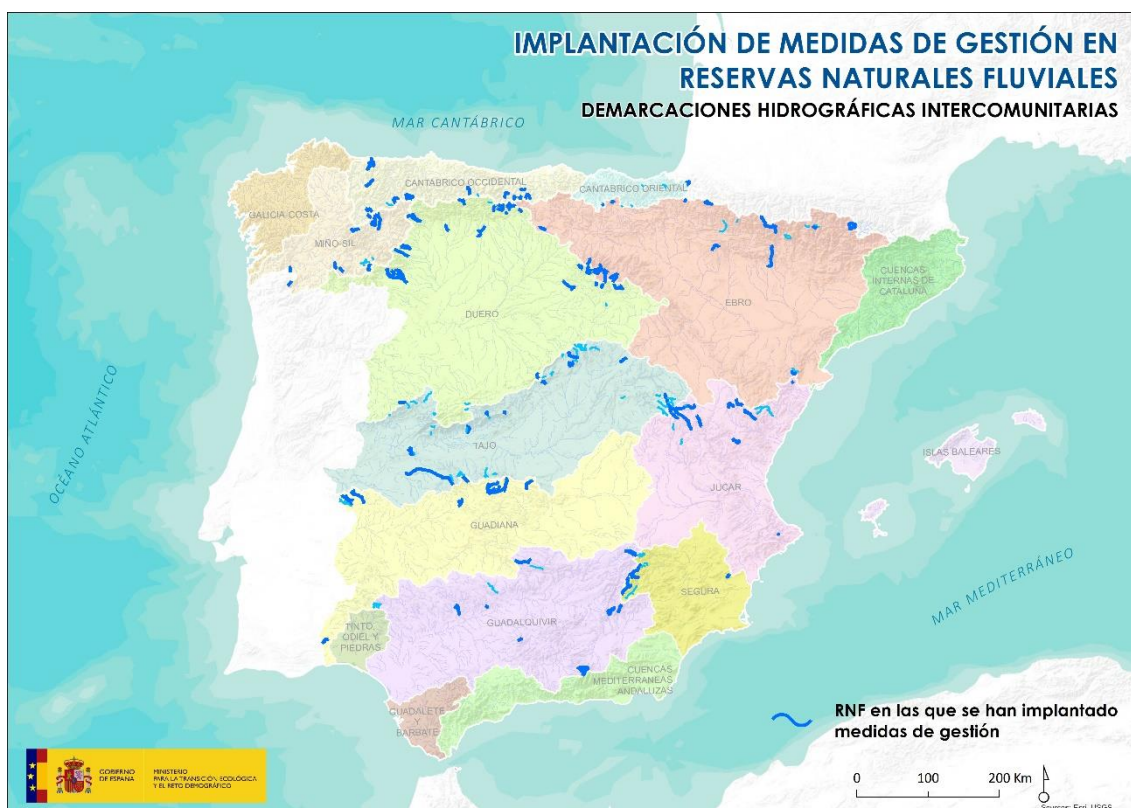 IMPLANTACIÓN DE MEDIDAS DE GESTIÓN EN
RESERVAS NATURALES FLUVIALES
DEMARCACIONES HIDROGRÁFICAS INTERCOMUNITARIAS
MAR CANTÁBRICO
CANTÁBRICO OCCIDENTAL
CANTÁBRICO ORIENTAL
GALICIA COSTA
MIÑO-SIL
CUENCAS
INTERNAS DE
CATALUÑA
EBRO
DUERO
OCÉANO ATLÁNTICO
TAJO
ISLAS BALEARES
JÚCAR
GUADIANA
MAR MEDITERRÁNEO
SEGURA
GUADALQUIVIR
TINTO,
ODIEL Y
PIEDRAS
CUENCAS
MEDITERRÁNEAS
ANDALUZAS
GUADALETE
Y
BARBATE
RNF en las que se han implantado
medidas de gestión
GOBIERNO
DE ESPAÑA
MINISTERIO
PARA LA TRANSICIÓN ECOLÓGICA
Y EL RETO DEMOGRÁFICO
0 100 200 Km
Sources: Esri, USGS